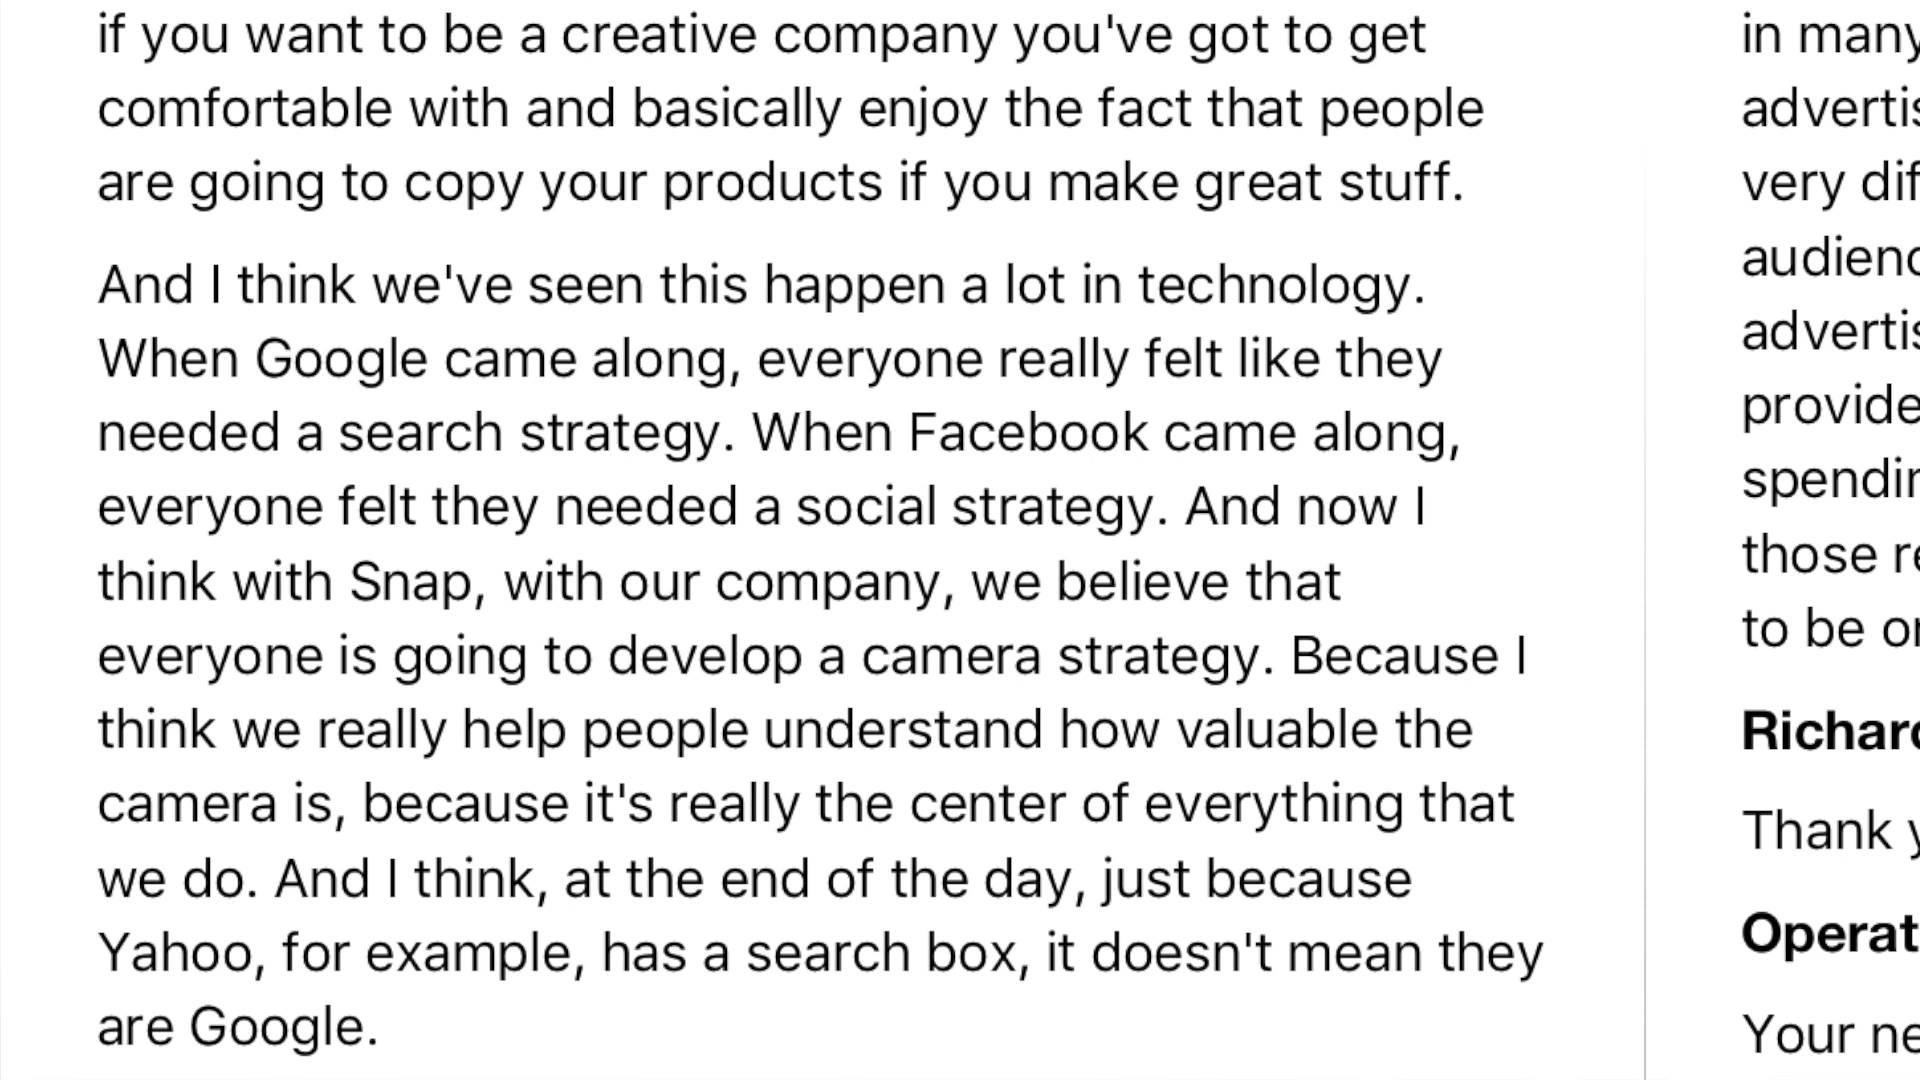 if you want to be a creative company you've got to get
comfortable with and basically enjoy the fact that people
are going to copy your products if you make great stuff.
And I think we've seen this happen a lot in technology.
When Google came along, everyone really felt like they
needed a search strategy. When Facebook came along,
everyone felt they needed a social strategy. And now I
think with Snap, with our company, we believe that
everyone is going to develop a camera strategy. Because I
think we really help people understand how valuable the
camera is, because it's really the center of everything that
we do. And I think, at the end of the day, just because
Yahoo, for example, has a search box, it doesn't mean they
are Google.
in many
very
those
to be
Thank
Your